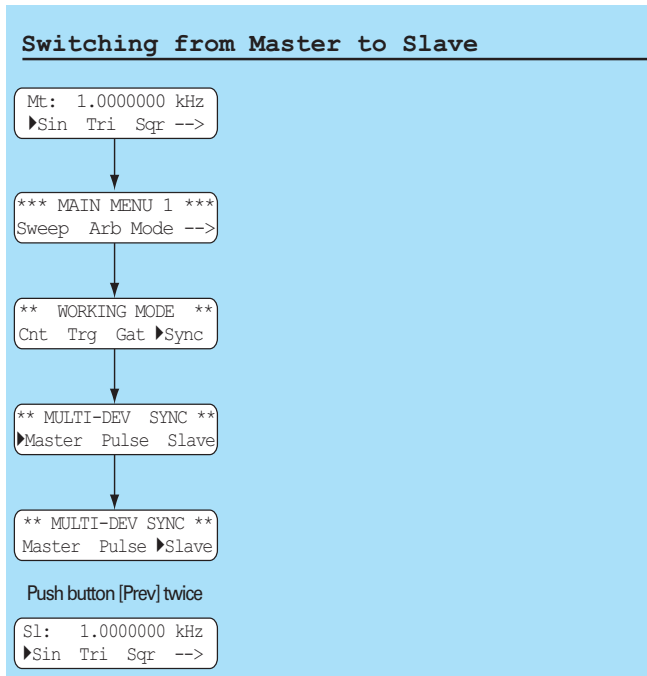 Switching from Master to Slave
Mt: 1.0000000 kHz
▶Sin Tri Sqr -->
*** MAIN MENU 1 ***
Sweep Arb Mode -->
** WORKING MODE **
Cnt Trg Gat ▶Sync
** MULTI-DEV SYNC **
▶Master Pulse Slave
** MULTI-DEV SYNC **
Master Pulse ▶Slave
Push button [Prev] twice
Sl: 1.0000000 kHz
▶Sin Tri Sqr -->